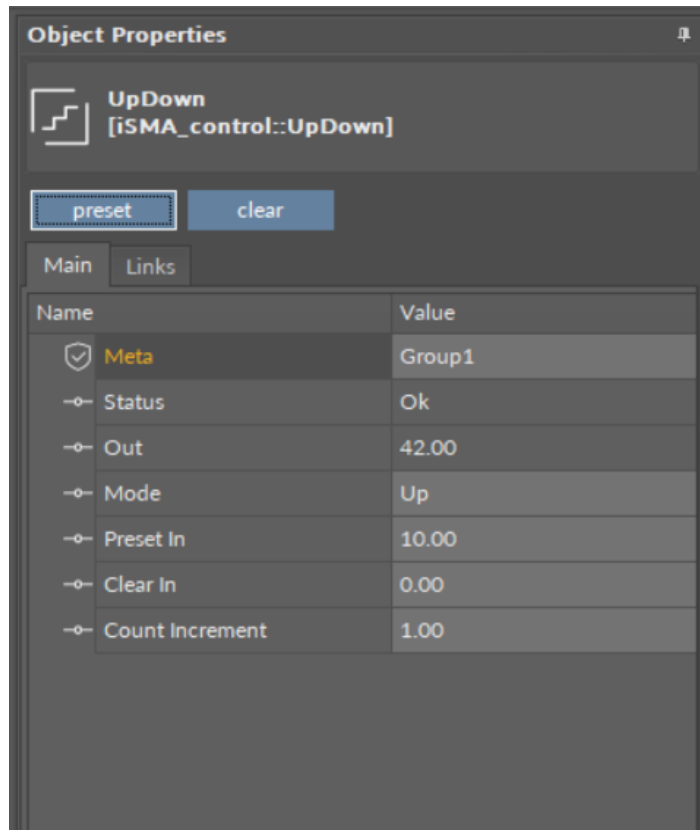 Object Properties
UpDown
[iSMA_control::UpDown]
preset clear
Main Links
Name Value
Meta Group1
Status Ok
Out 42.00
Mode Up
Preset In 10.00
Clear In 0.00
Count Increment 1.00